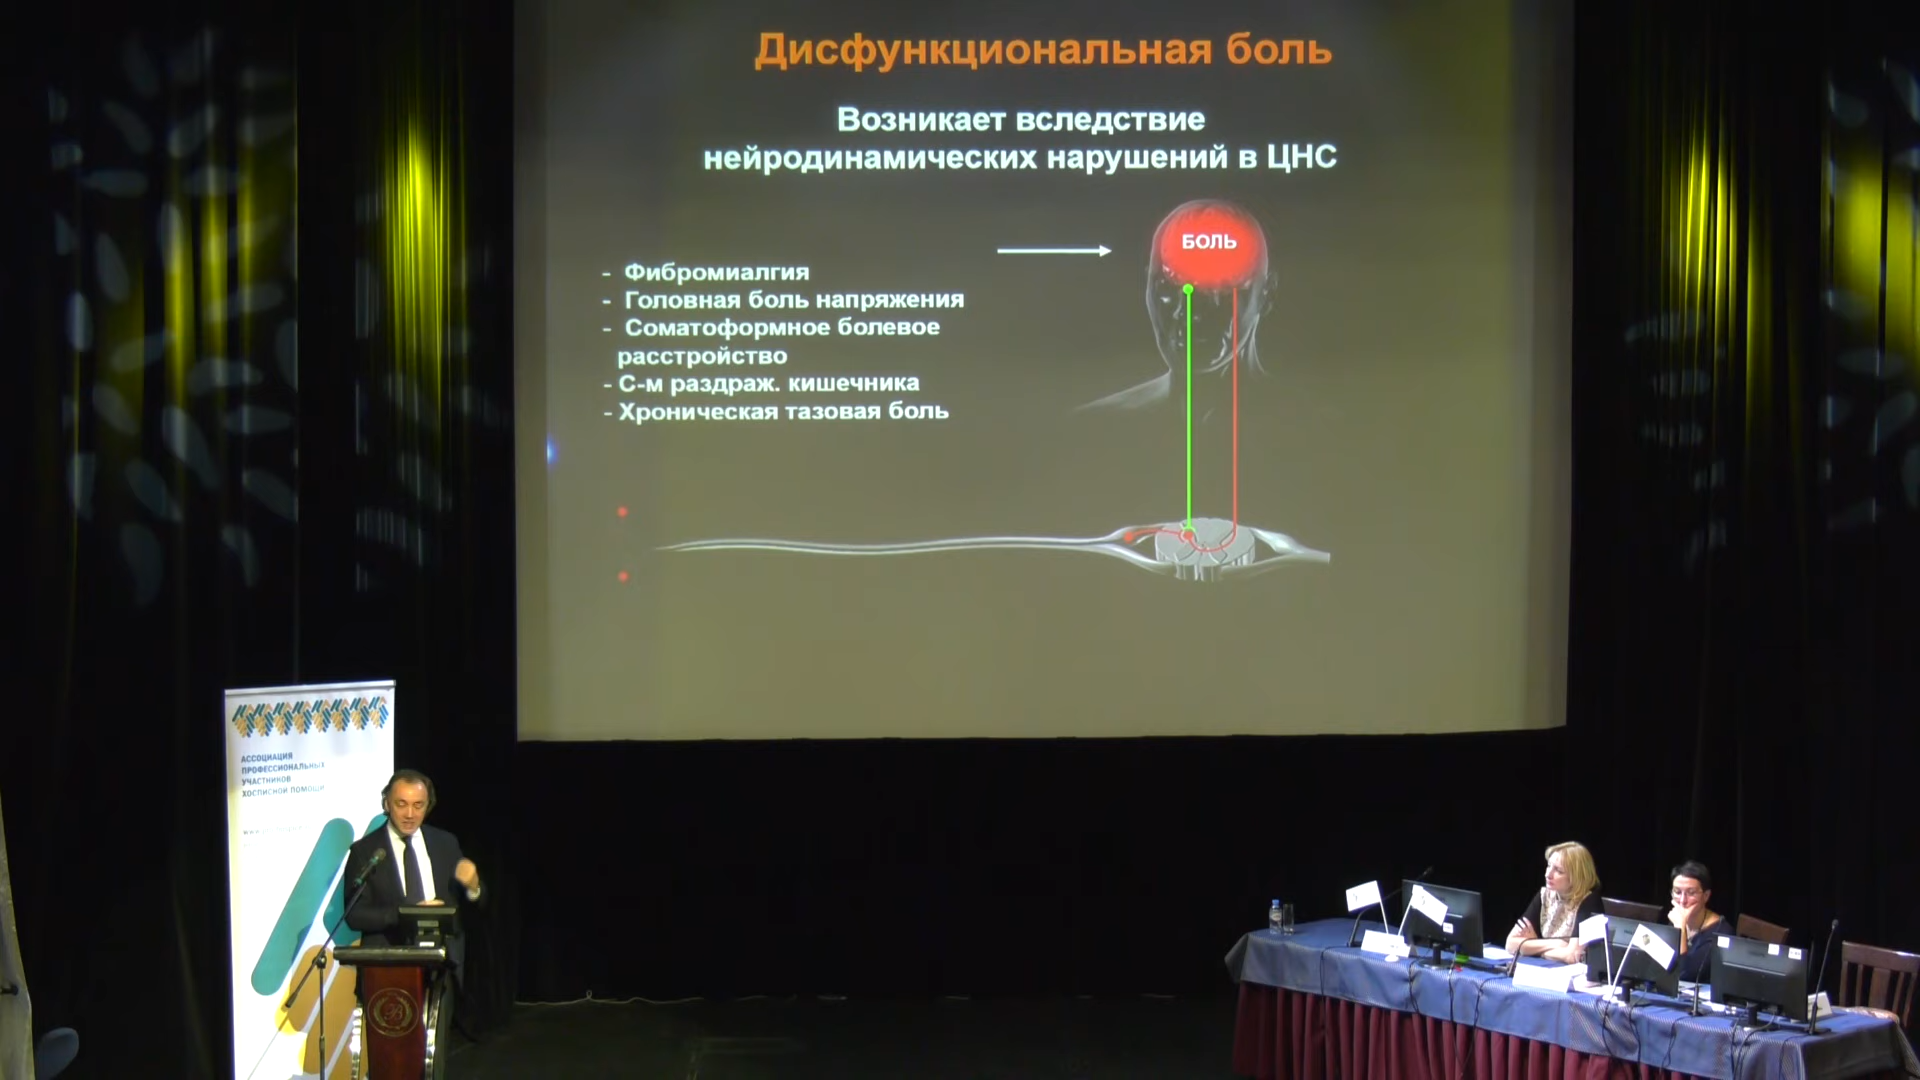 Дисфункциональная боль
Возникает вследствие
нейродинамических нарушений в ЦНС
БОЛЬ
- Фибромиалгия
- Головная боль напряжения
- Соматоформное болевое
расстройство
- С-м раздраж. кишечника
- Хроническая тазовая боль
АССОЦИАЦИЯ
ПРОФЕССИОНАЛЬНЫХ
УЧАСТНИКОВ
ХОСПИСНОЙ ПОМОЩИ